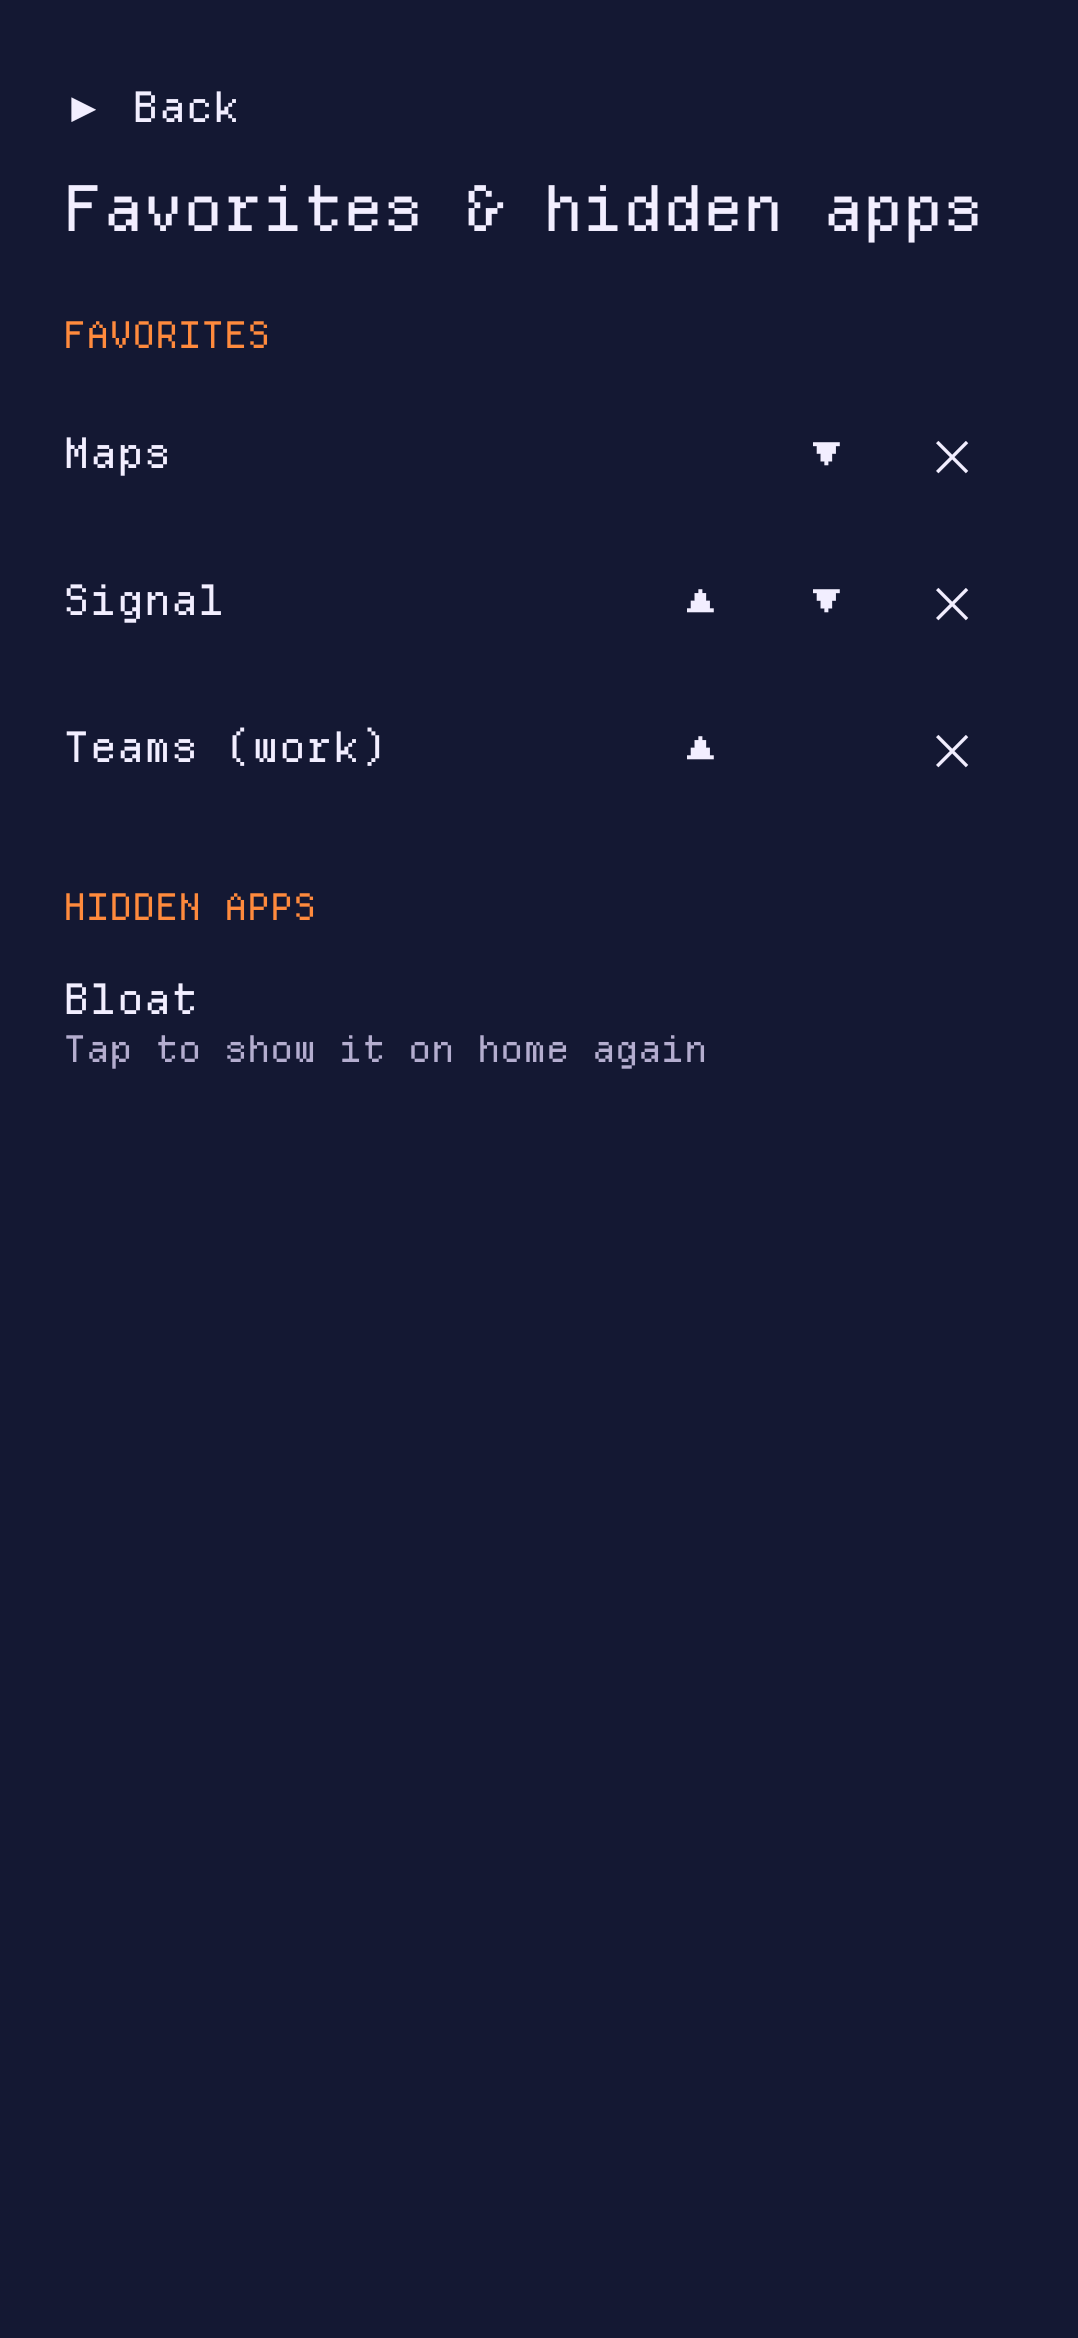 ▶ Back
Favorites & hidden apps
FAVORITES
Maps ▼ ×
Signal ▲ ▼ ×
Teams (work) ▲ ×
HIDDEN APPS
Bloat
Tap to show it on home again